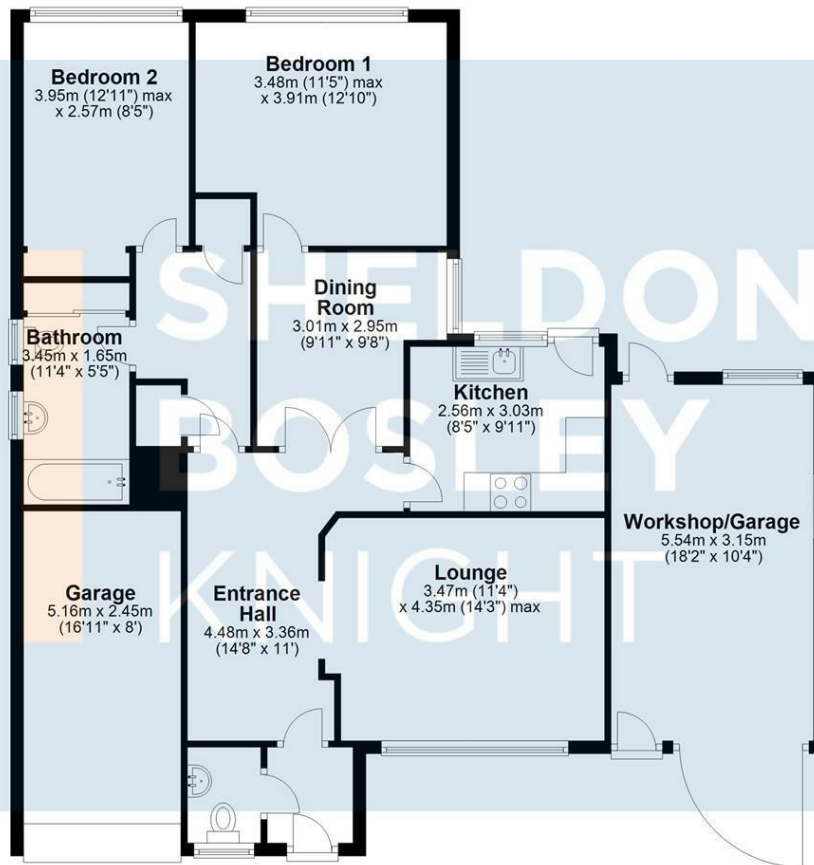 Bedroom 2
3.95m (12'11") max
x 2.57m (8'5")
Bedroom 1
3.48m (11'5") max
x 3.91m (12'10")
SHELDON
BOSLEY
KNIGHT
Dining
Room
3.01m x 2.95m
(9'11" x 9'8")
Bathroom
3.45m x 1.65m
(11'4" x 5'5")
Kitchen
2.56m x 3.03m
(8'5" x 9'11")
Workshop/Garage
5.54m x 3.15m
(18'2" x 10'4")
Garage
5.16m x 2.45m
(16'11" x 8')
Entrance
Hall
4.48m x 3.36m
(14'8" x 11')
Lounge
3.47m (11'4")
x 4.35m (14'3") max